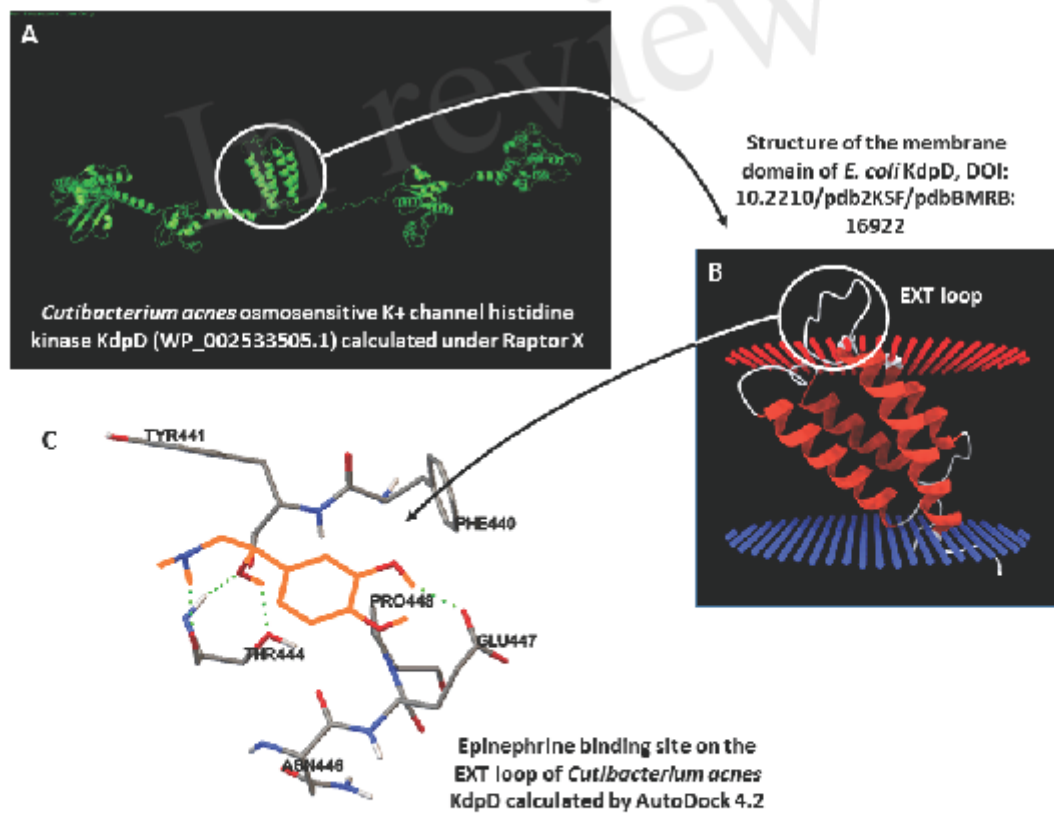 In review
A
Cutibacterium acnes osmosensitive K+ channel histidine
kinase KdpD (WP_002533505.1) calculated under Raptor X
Structure of the membrane
domain of E. coli KdpD, DOI:
10.2210/pdb2KSF/pdbBMRB:
16922
B
EXT loop
C
TYR441
PHE440
PRO448
GLU447
THR444
ASN446
Epinephrine binding site on the
EXT loop of Cutibacterium acnes
KdpD calculated by AutoDock 4.2